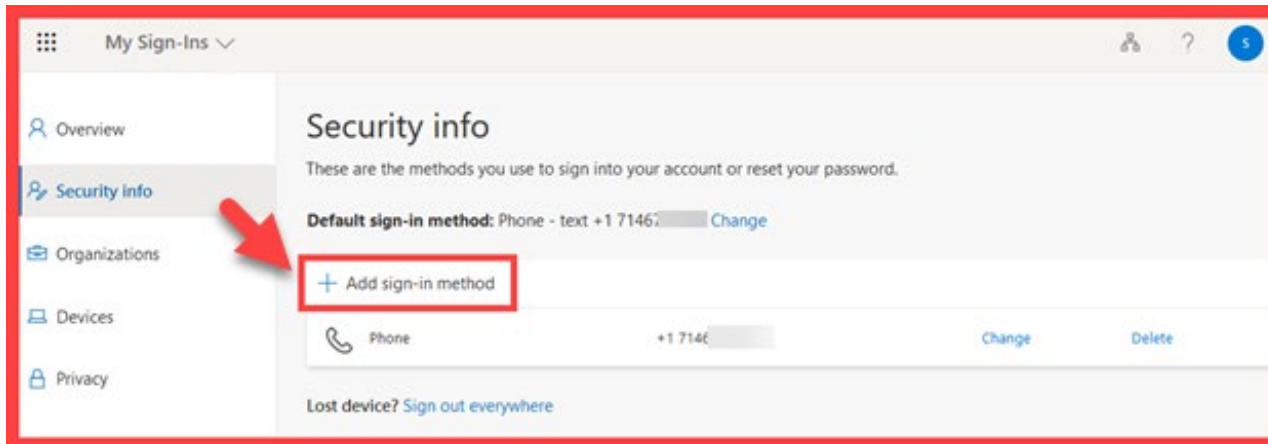 My Sign-Ins
?
S
Overview
Security info
Organizations
Devices
Privacy
Security info
These are the methods you use to sign into your account or reset your password.
Default sign-in method: Phone - text +1 7146 Change
+ Add sign-in method
Phone +1 714 Change Delete
Lost device? Sign out everywhere